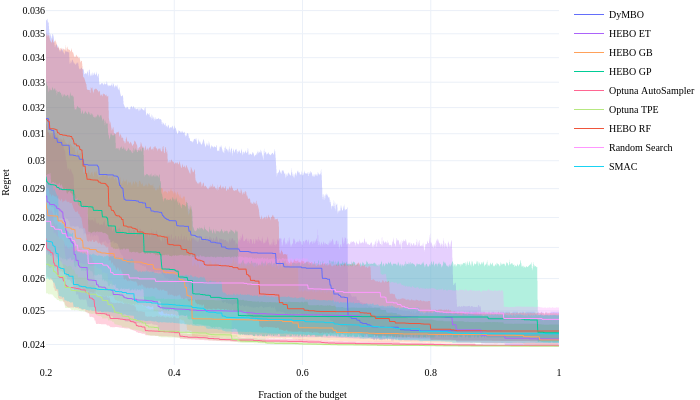 0.036
0.035
0.034
0.033
0.032
0.031
0.03
0.029
0.028
0.027
0.026
0.025
0.024
Regret
0.2
0.4
0.6
0.8
1
Fraction of the budget
DyMBO
HEBO ET
HEBO GB
HEBO GP
Optuna AutoSampler
Optuna TPE
HEBO RF
Random Search
SMAC